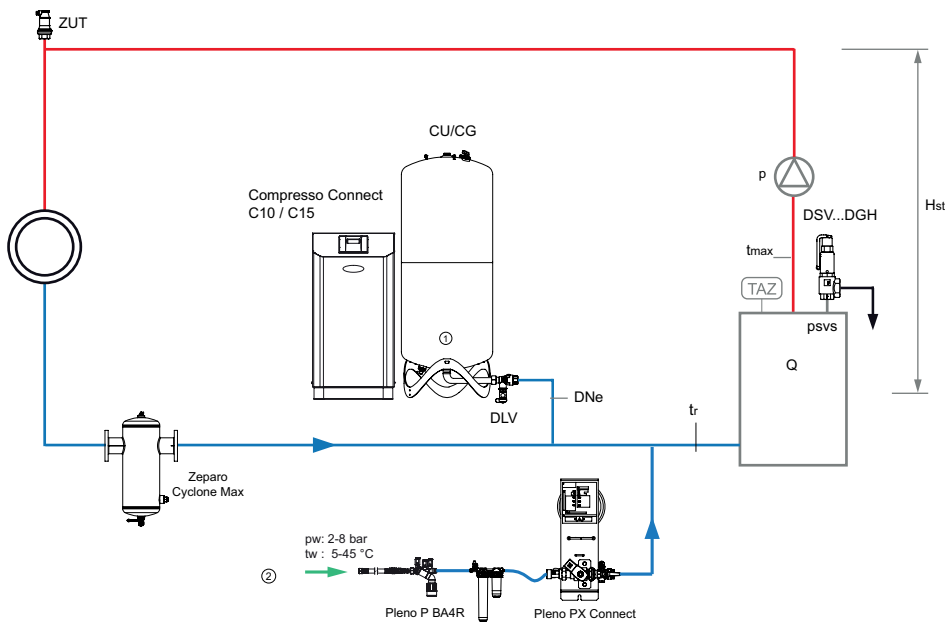 ZUT
CU/CG
Compresso Connect
C10 / C15
p
Hst
DSV...DGH
tmax
TAZ
psvs
Q
1
DNe
DLV
tr
Zeparo
Cyclone Max
pw: 2-8 bar
tw : 5-45 °C
2
Pleno P BA4R
Pleno PX Connect